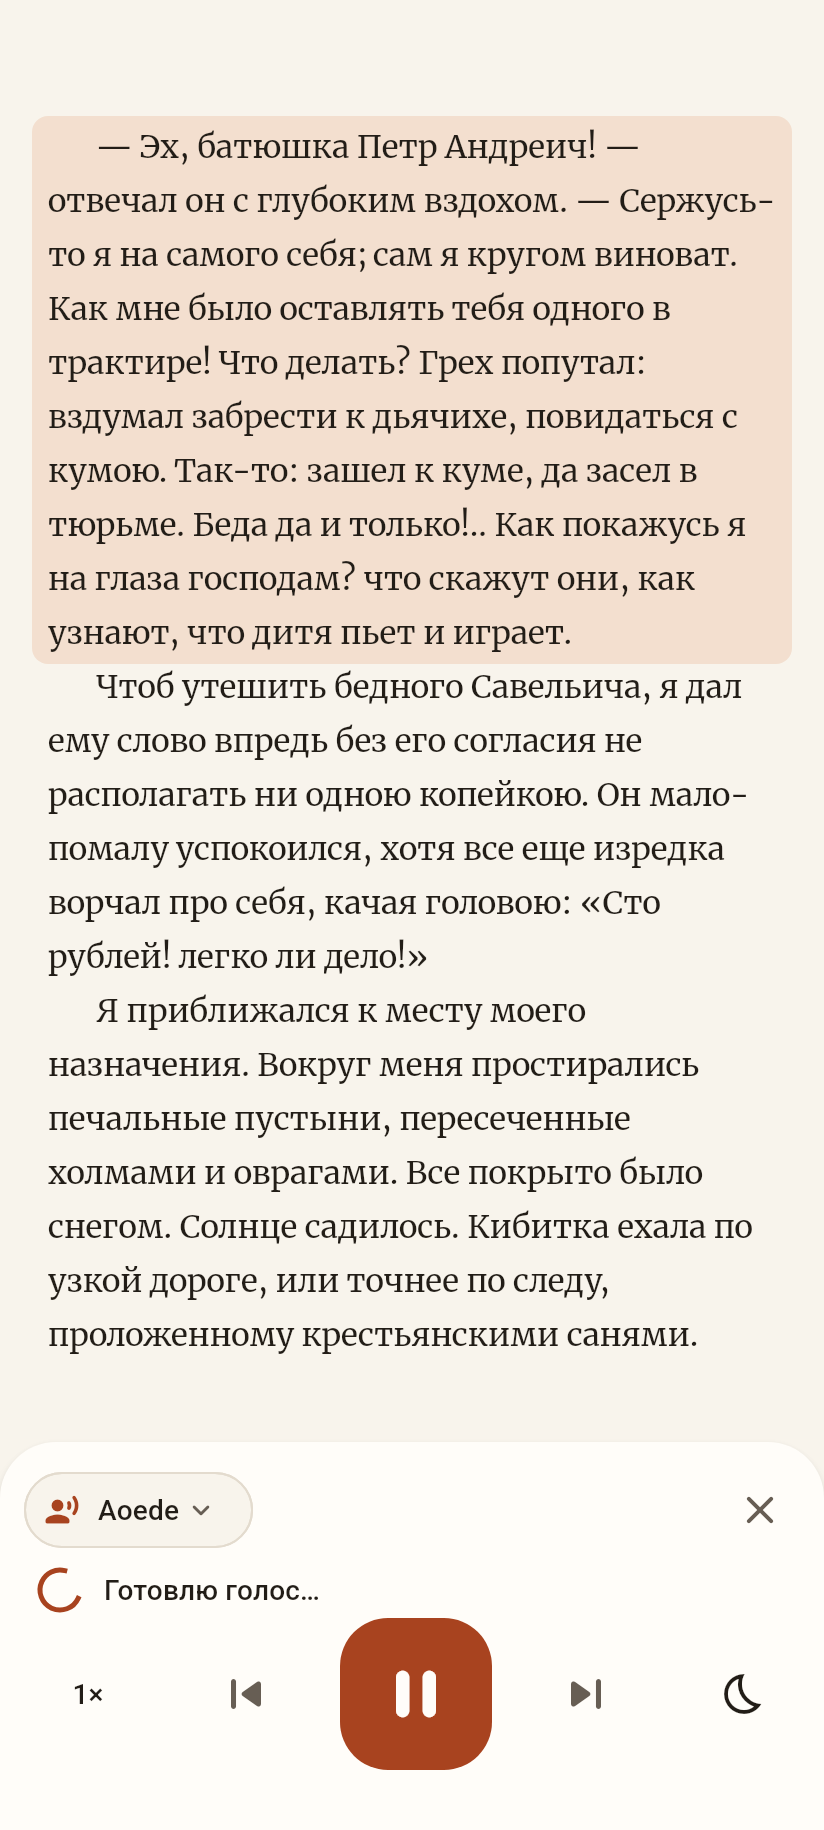 — Эх, батюшка Петр Андреич! —
отвечал он с глубоким вздохом. — Сержусь-
то я на самого себя; сам я кругом виноват.
Как мне было оставлять тебя одного в
трактире! Что делать? Грех попутал:
вздумал забрести к дьячихе, повидаться с
кумою. Так-то: зашел к куме, да засел в
тюрьме. Беда да и только!.. Как покажусь я
на глаза господам? что скажут они, как
узнают, что дитя пьет и играет.
Чтоб утешить бедного Савельича, я дал
ему слово впредь без его согласия не
располагать ни одною копейкою. Он мало-
помалу успокоился, хотя все еще изредка
ворчал про себя, качая головою: «Сто
рублей! легко ли дело!»
Я приближался к месту моего
назначения. Вокруг меня простирались
печальные пустыни, пересеченные
холмами и оврагами. Все покрыто было
снегом. Солнце садилось. Кибитка ехала по
узкой дороге, или точнее по следу,
проложенному крестьянскими санями.
Aoede
Готовлю голос...
1×